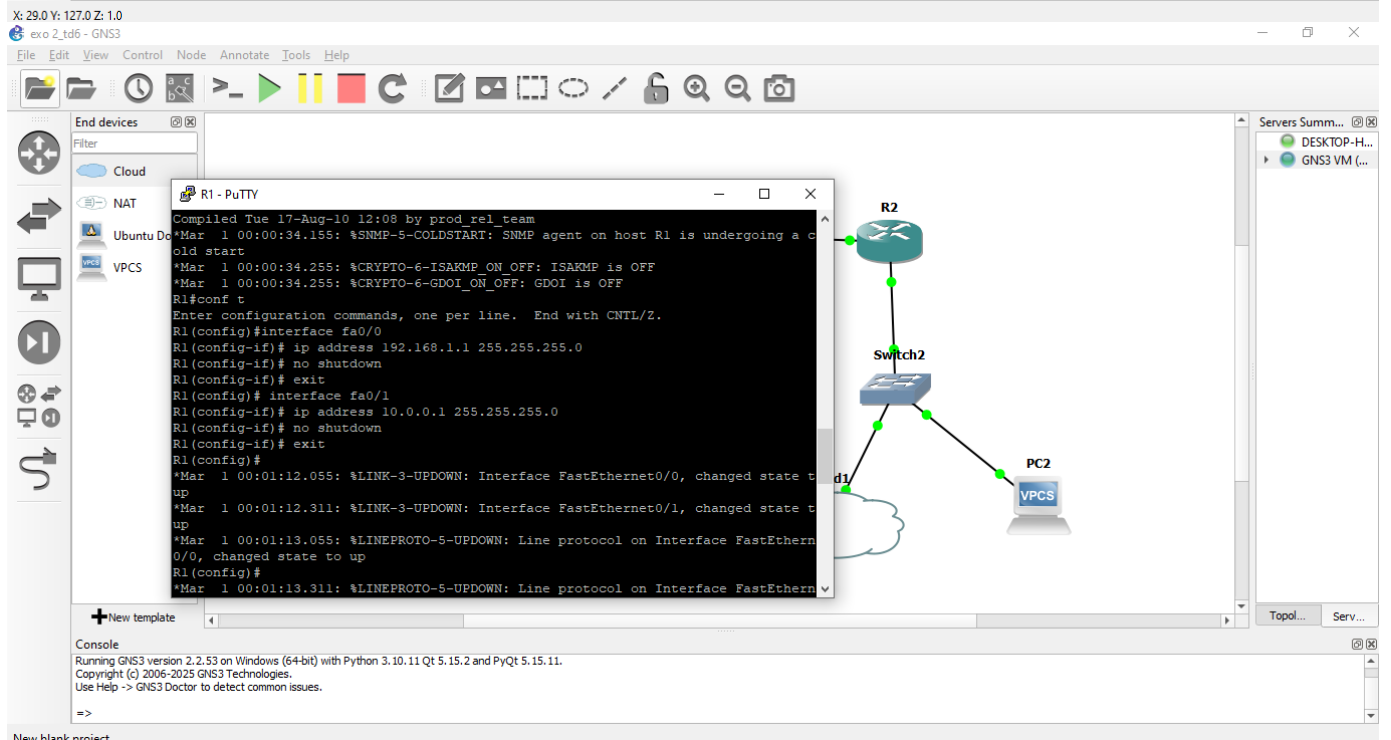 X: 29.0 Y: 127.0 Z: 1.0
exo 2_td6 - GNS3
File Edit View Control Node Annotate Tools Help
End devices
Filter
Cloud
NAT
Ubuntu Do
VPCS
New template
R1 - PuTTY
Compiled Tue 17-Aug-10 12:08 by prod_rel_team
*Mar  1 00:00:34.155: %SNMP-5-COLDSTART: SNMP agent on host R1 is undergoing a c
old start
*Mar  1 00:00:34.255: %CRYPTO-6-ISAKMP_ON_OFF: ISAKMP is OFF
*Mar  1 00:00:34.255: %CRYPTO-6-GDOI_ON_OFF: GDOI is OFF
R1#conf t
Enter configuration commands, one per line.  End with CNTL/Z.
R1(config)#interface fa0/0
R1(config-if)# ip address 192.168.1.1 255.255.255.0
R1(config-if)# no shutdown
R1(config-if)# exit
R1(config)# interface fa0/1
R1(config-if)# ip address 10.0.0.1 255.255.255.0
R1(config-if)# no shutdown
R1(config-if)# exit
R1(config)#
*Mar  1 00:01:12.055: %LINK-3-UPDOWN: Interface FastEthernet0/0, changed state t
up
*Mar  1 00:01:12.311: %LINK-3-UPDOWN: Interface FastEthernet0/1, changed state t
up
*Mar  1 00:01:13.055: %LINEPROTO-5-UPDOWN: Line protocol on Interface FastEthern
0/0, changed state to up
R1(config)#
*Mar  1 00:01:13.311: %LINEPROTO-5-UPDOWN: Line protocol on Interface FastEthern
R2
Switch2
d1
PC2
VPCS
Servers Summ...
DESKTOP-H...
GNS3 VM (...
Topol... Serv...
Console
Running GNS3 version 2.2.53 on Windows (64-bit) with Python 3.10.11 Qt 5.15.2 and PyQt 5.15.11.
Copyright (c) 2006-2025 GNS3 Technologies.
Use Help -> GNS3 Doctor to detect common issues.
=>
New blank project